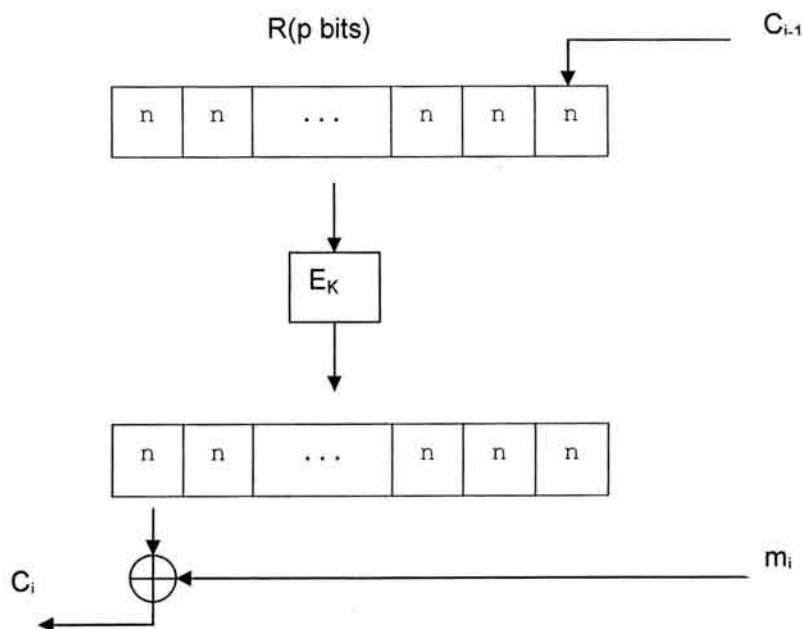 R(p bits)
C_{i-1}
n n ... n n n
E_K
n n ... n n n
C_i
m_i